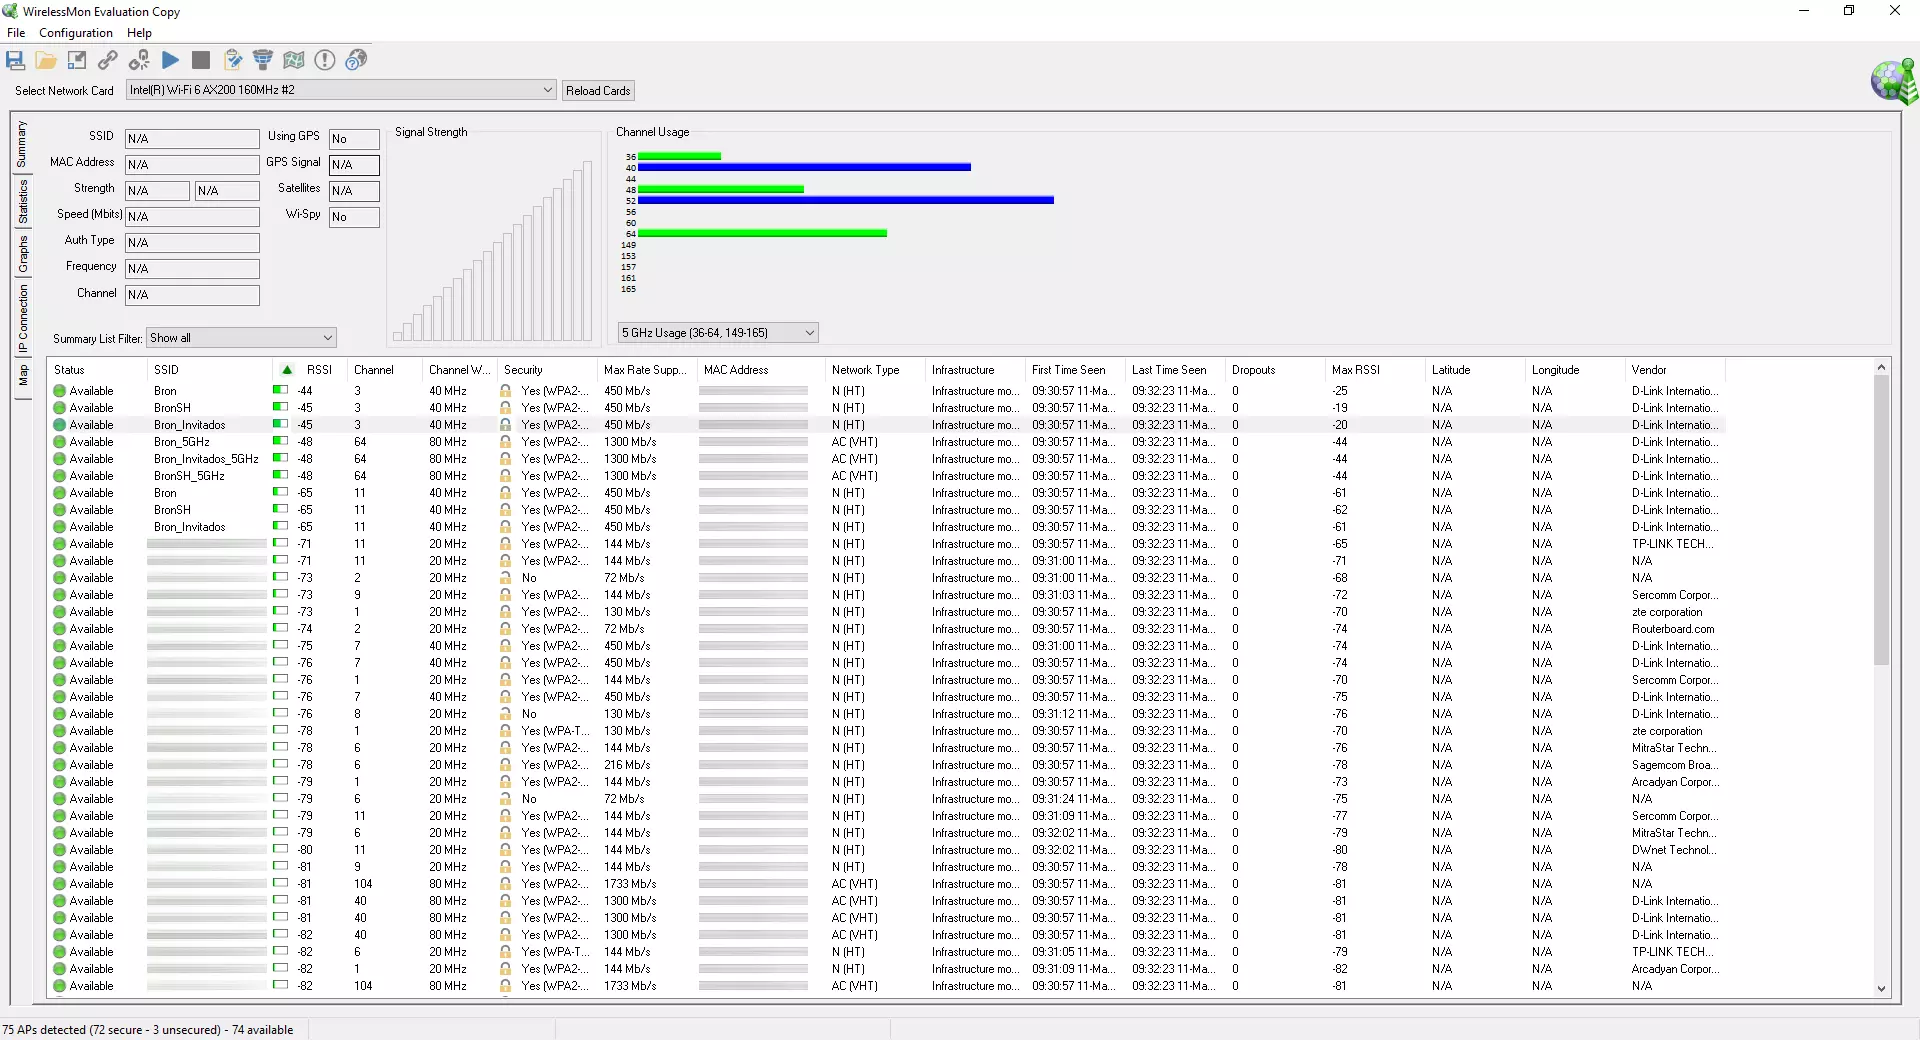 WirelessMon Evaluation Copy
File Configuration Help
Select Network Card Intel(R) Wi-Fi 6 AX200 160MHz #2 Reload Cards
Summary
Statistics
Graphs
IP Connection
Map
SSID N/A Using GPS No
MAC Address N/A GPS Signal N/A
Strength N/A N/A Satellites N/A
Speed (Mbits) N/A Wi-Spy No
Auth Type N/A
Frequency N/A
Channel N/A
Summary List Filter: Show all
Signal Strength
Channel Usage
36
40
44
48
52
56
60
64
149
153
157
161
165
5 GHz Usage (36-64, 149-165)
Status SSID RSSI Channel Channel W... Security Max Rate Supp... MAC Address Network Type Infrastructure First Time Seen Last Time Seen Dropouts Max RSSI Latitude Longitude Vendor
Available Bron -44 3 40 MHz Yes (WPA2-... 450 Mb/s N (HT) Infrastructure mo... 09:30:57 11-Ma... 09:32:23 11-Ma... 0 -25 N/A N/A D-Link Internatio...
Available BronSH -45 3 40 MHz Yes (WPA2-... 450 Mb/s N (HT) Infrastructure mo... 09:30:57 11-Ma... 09:32:23 11-Ma... 0 -19 N/A N/A D-Link Internatio...
Available Bron_Invitados -45 3 40 MHz Yes (WPA2-... 450 Mb/s N (HT) Infrastructure mo... 09:30:57 11-Ma... 09:32:23 11-Ma... 0 -20 N/A N/A D-Link Internatio...
Available Bron_5GHz -48 64 80 MHz Yes (WPA2-... 1300 Mb/s AC (VHT) Infrastructure mo... 09:30:57 11-Ma... 09:32:23 11-Ma... 0 -44 N/A N/A D-Link Internatio...
Available Bron_Invitados_5GHz -48 64 80 MHz Yes (WPA2-... 1300 Mb/s AC (VHT) Infrastructure mo... 09:30:57 11-Ma... 09:32:23 11-Ma... 0 -44 N/A N/A D-Link Internatio...
Available BronSH_5GHz -48 64 80 MHz Yes (WPA2-... 1300 Mb/s AC (VHT) Infrastructure mo... 09:30:57 11-Ma... 09:32:23 11-Ma... 0 -44 N/A N/A D-Link Internatio...
Available Bron -65 11 40 MHz Yes (WPA2-... 450 Mb/s N (HT) Infrastructure mo... 09:30:57 11-Ma... 09:32:23 11-Ma... 0 -61 N/A N/A D-Link Internatio...
Available BronSH -65 11 40 MHz Yes (WPA2-... 450 Mb/s N (HT) Infrastructure mo... 09:30:57 11-Ma... 09:32:23 11-Ma... 0 -62 N/A N/A D-Link Internatio...
Available Bron_Invitados -65 11 40 MHz Yes (WPA2-... 450 Mb/s N (HT) Infrastructure mo... 09:30:57 11-Ma... 09:32:23 11-Ma... 0 -61 N/A N/A D-Link Internatio...
Available -71 11 20 MHz Yes (WPA2-... 144 Mb/s N (HT) Infrastructure mo... 09:30:57 11-Ma... 09:32:23 11-Ma... 0 -65 N/A N/A TP-LINK TECH...
Available -71 11 20 MHz Yes (WPA2-... 144 Mb/s N (HT) Infrastructure mo... 09:30:57 11-Ma... 09:32:23 11-Ma... 0 -71 N/A N/A N/A
Available -73 2 20 MHz No 72 Mb/s N (HT) Infrastructure mo... 09:31:00 11-Ma... 09:32:23 11-Ma... 0 -68 N/A N/A N/A
Available -73 9 20 MHz Yes (WPA2-... 144 Mb/s N (HT) Infrastructure mo... 09:31:03 11-Ma... 09:32:23 11-Ma... 0 -72 N/A N/A Sercomm Corpor...
Available -73 1 20 MHz Yes (WPA2-... 130 Mb/s N (HT) Infrastructure mo... 09:30:57 11-Ma... 09:32:23 11-Ma... 0 -70 N/A N/A zte corporation
Available -74 2 20 MHz Yes (WPA2-... 72 Mb/s N (HT) Infrastructure mo... 09:30:57 11-Ma... 09:32:23 11-Ma... 0 -74 N/A N/A Routerboard.com
Available -75 7 40 MHz Yes (WPA2-... 450 Mb/s N (HT) Infrastructure mo... 09:31:00 11-Ma... 09:32:23 11-Ma... 0 -74 N/A N/A D-Link Internatio...
Available -76 7 40 MHz Yes (WPA2-... 450 Mb/s N (HT) Infrastructure mo... 09:30:57 11-Ma... 09:32:23 11-Ma... 0 -74 N/A N/A D-Link Internatio...
Available -76 1 20 MHz Yes (WPA2-... 144 Mb/s N (HT) Infrastructure mo... 09:30:57 11-Ma... 09:32:23 11-Ma... 0 -70 N/A N/A Sercomm Corpor...
Available -76 7 40 MHz Yes (WPA2-... 450 Mb/s N (HT) Infrastructure mo... 09:30:57 11-Ma... 09:32:23 11-Ma... 0 -75 N/A N/A D-Link Internatio...
Available -76 8 20 MHz No 130 Mb/s N (HT) Infrastructure mo... 09:31:12 11-Ma... 09:32:23 11-Ma... 0 -76 N/A N/A D-Link Internatio...
Available -78 1 20 MHz Yes (WPA-T... 130 Mb/s N (HT) Infrastructure mo... 09:30:57 11-Ma... 09:32:23 11-Ma... 0 -70 N/A N/A zte corporation
Available -78 6 20 MHz Yes (WPA2-... 144 Mb/s N (HT) Infrastructure mo... 09:30:57 11-Ma... 09:32:23 11-Ma... 0 -76 N/A N/A MitraStar Techn...
Available -78 6 20 MHz Yes (WPA2-... 216 Mb/s N (HT) Infrastructure mo... 09:30:57 11-Ma... 09:32:23 11-Ma... 0 -78 N/A N/A Sagemcom Broa...
Available -79 1 20 MHz Yes (WPA2-... 144 Mb/s N (HT) Infrastructure mo... 09:30:57 11-Ma... 09:32:23 11-Ma... 0 -73 N/A N/A Arcadyan Corpor...
Available -79 6 20 MHz No 72 Mb/s N (HT) Infrastructure mo... 09:31:24 11-Ma... 09:32:23 11-Ma... 0 -75 N/A N/A N/A
Available -79 11 20 MHz Yes (WPA2-... 144 Mb/s N (HT) Infrastructure mo... 09:31:09 11-Ma... 09:32:23 11-Ma... 0 -77 N/A N/A Sercomm Corpor...
Available -79 6 20 MHz Yes (WPA2-... 144 Mb/s N (HT) Infrastructure mo... 09:32:02 11-Ma... 09:32:23 11-Ma... 0 -79 N/A N/A MitraStar Techn...
Available -80 11 20 MHz Yes (WPA2-... 144 Mb/s N (HT) Infrastructure mo... 09:32:02 11-Ma... 09:32:23 11-Ma... 0 -80 N/A N/A DWnet Technol...
Available -81 9 20 MHz Yes (WPA2-... 144 Mb/s N (HT) Infrastructure mo... 09:30:57 11-Ma... 09:32:23 11-Ma... 0 -78 N/A N/A N/A
Available -81 104 80 MHz Yes (WPA2-... 1733 Mb/s AC (VHT) Infrastructure mo... 09:30:57 11-Ma... 09:32:23 11-Ma... 0 -81 N/A N/A N/A
Available -81 40 80 MHz Yes (WPA2-... 1300 Mb/s AC (VHT) Infrastructure mo... 09:30:57 11-Ma... 09:32:23 11-Ma... 0 -81 N/A N/A D-Link Internatio...
Available -81 40 80 MHz Yes (WPA2-... 1300 Mb/s AC (VHT) Infrastructure mo... 09:30:57 11-Ma... 09:32:23 11-Ma... 0 -81 N/A N/A D-Link Internatio...
Available -82 40 80 MHz Yes (WPA2-... 1300 Mb/s AC (VHT) Infrastructure mo... 09:30:57 11-Ma... 09:32:23 11-Ma... 0 -81 N/A N/A D-Link Internatio...
Available -82 6 20 MHz Yes (WPA-T... 144 Mb/s N (HT) Infrastructure mo... 09:31:05 11-Ma... 09:32:23 11-Ma... 0 -79 N/A N/A TP-LINK TECH...
Available -82 1 20 MHz Yes (WPA2-... 144 Mb/s N (HT) Infrastructure mo... 09:31:09 11-Ma... 09:32:23 11-Ma... 0 -82 N/A N/A Arcadyan Corpor...
Available -82 104 80 MHz Yes (WPA2-... 1733 Mb/s AC (VHT) Infrastructure mo... 09:30:57 11-Ma... 09:32:23 11-Ma... 0 -81 N/A N/A N/A
75 APs detected (72 secure - 3 unsecured) - 74 available